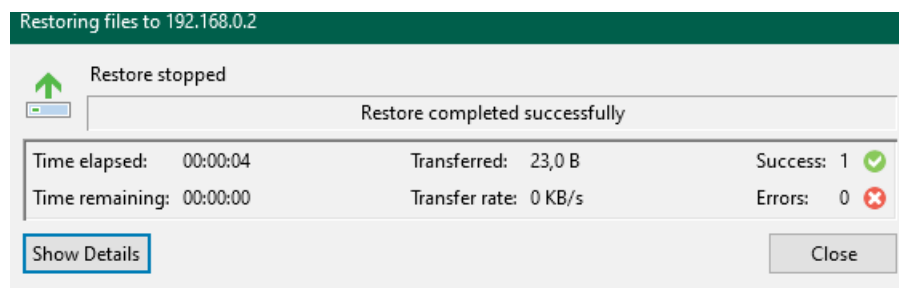 Restoring files to 192.168.0.2
Restore stopped
Restore completed successfully
Time elapsed: 00:00:04 Transferred: 23,0 B Success: 1
Time remaining: 00:00:00 Transfer rate: 0 KB/s Errors: 0
Show Details Close